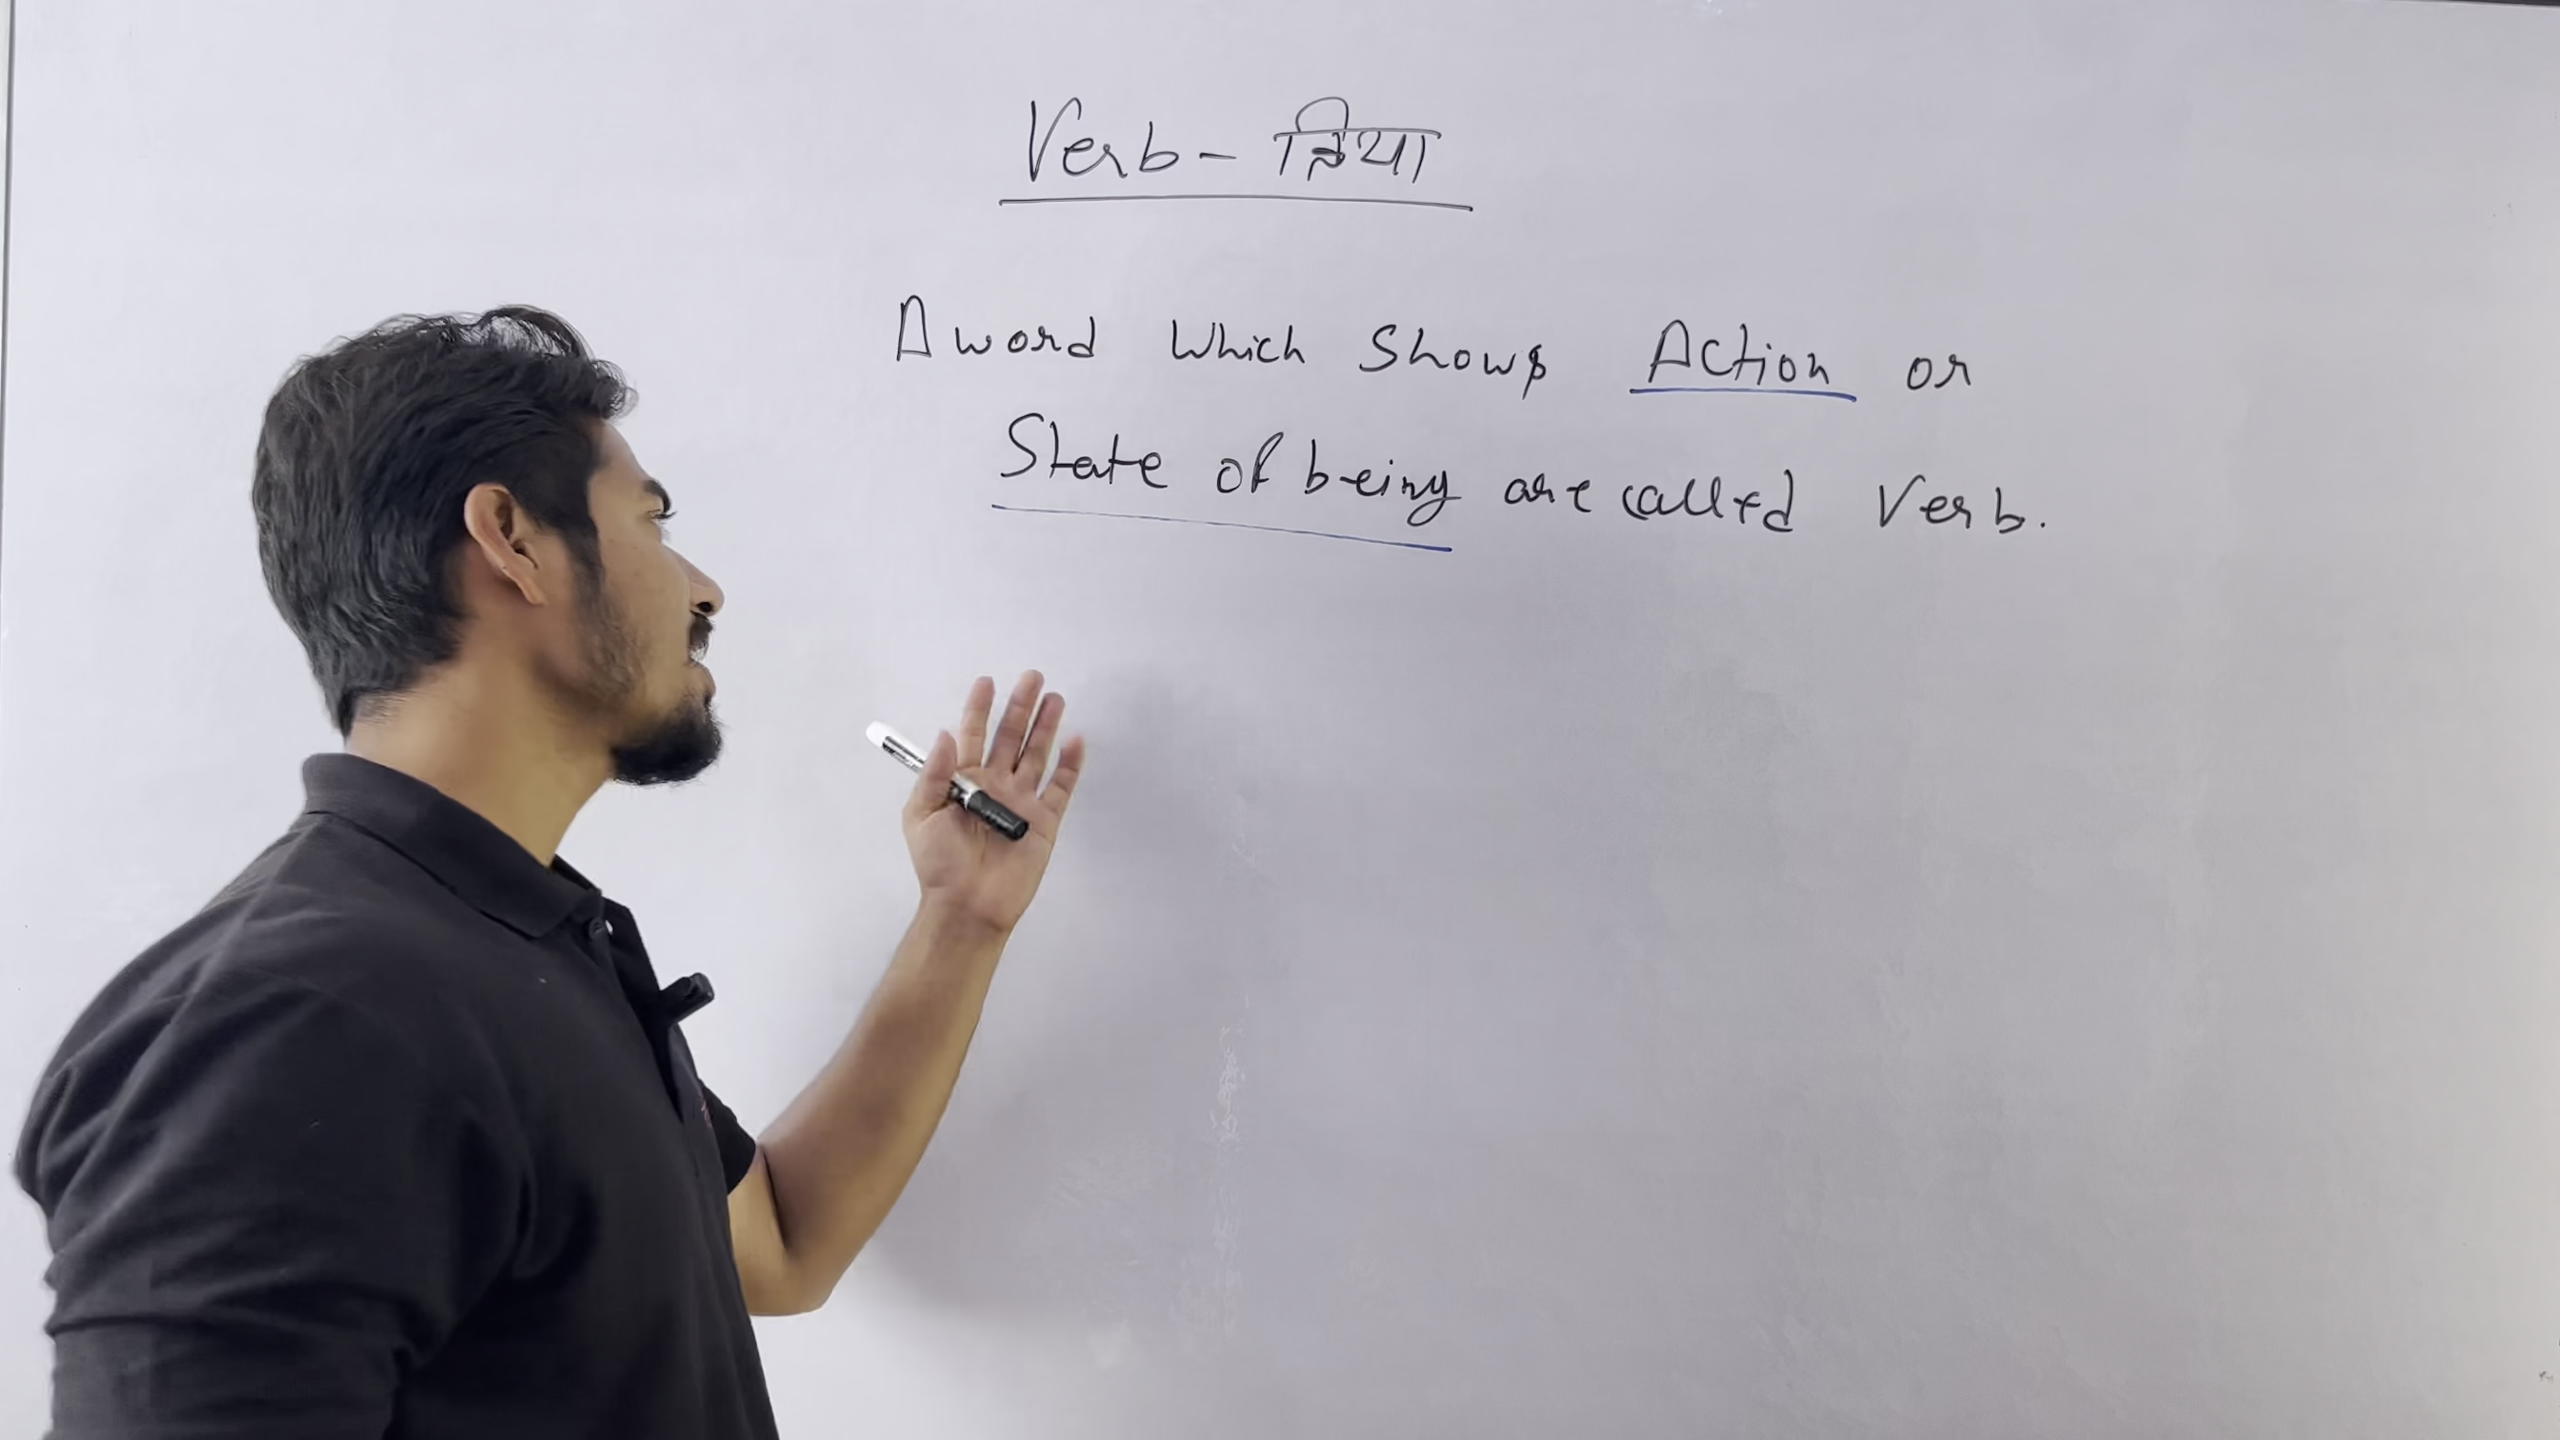 Verb - क्रिया
A word which shows Action or
State of being are called Verb.